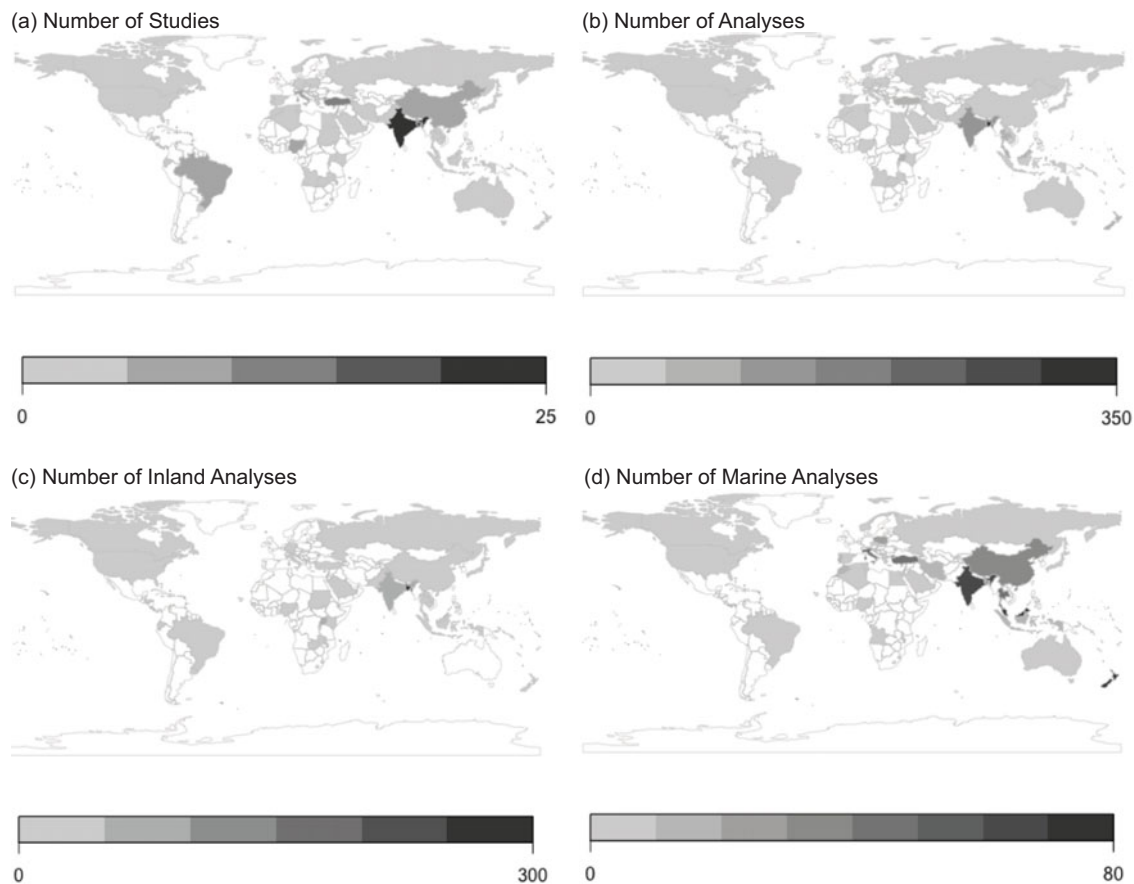 (a) Number of Studies
(b) Number of Analyses
0
25
0
350
(c) Number of Inland Analyses
(d) Number of Marine Analyses
0
300
0
80